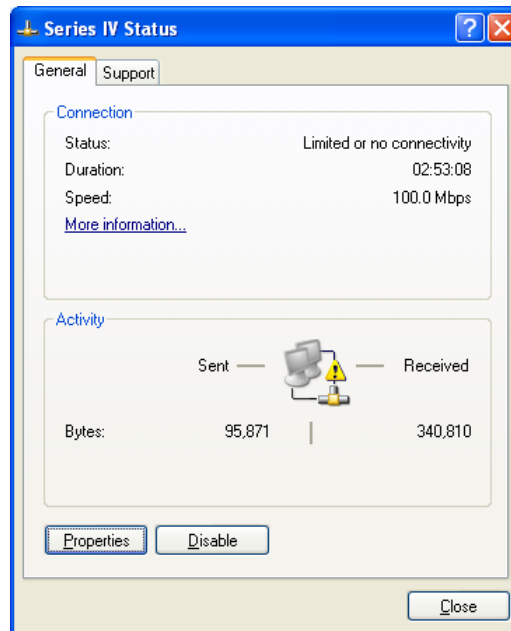 Series IV Status
General Support
Connection
Status: Limited or no connectivity
Duration: 02:53:08
Speed: 100.0 Mbps
More information...
Activity
Sent — — Received
Bytes: 95,871 | 340,810
Properties Disable
Close